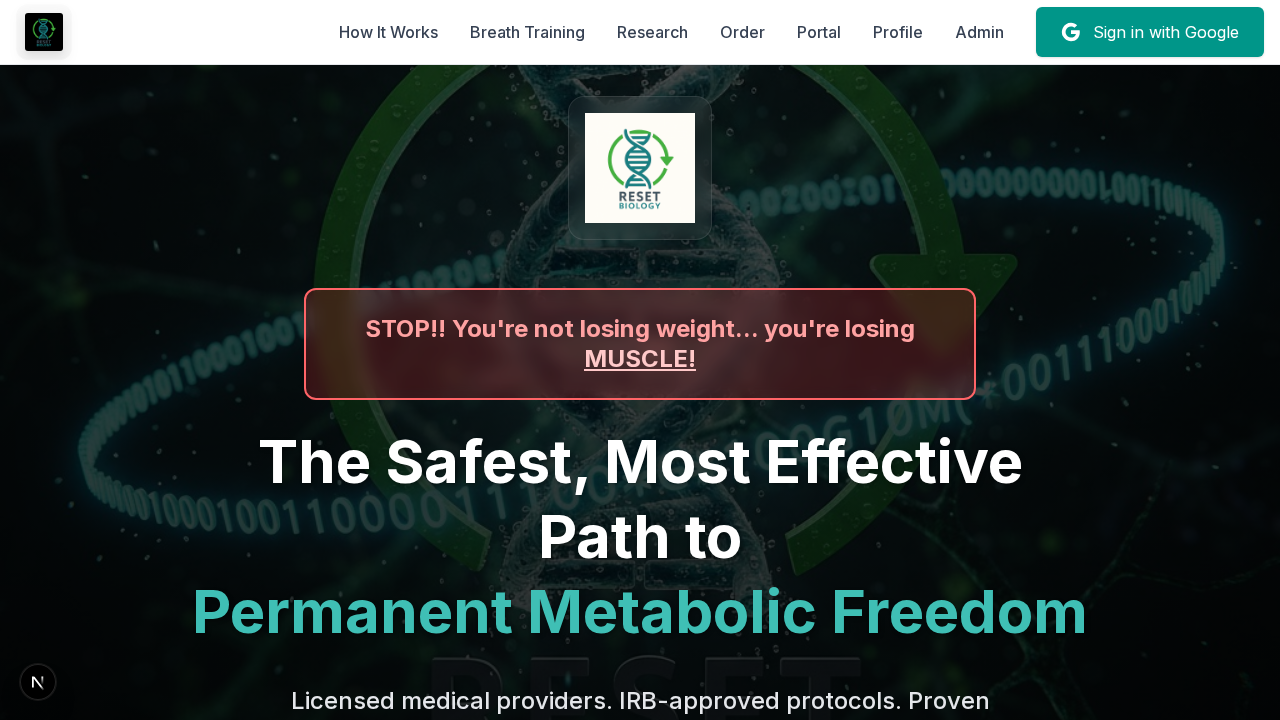 How It Works
Breath Training
Research
Order
Portal
Profile
Admin
Sign in with Google
RESET
BIOLOGY
STOP!! You're not losing weight... you're losing
MUSCLE!
The Safest, Most Effective
Path to
Permanent Metabolic Freedom
RESET
Licensed medical providers. IRB-approved protocols. Proven